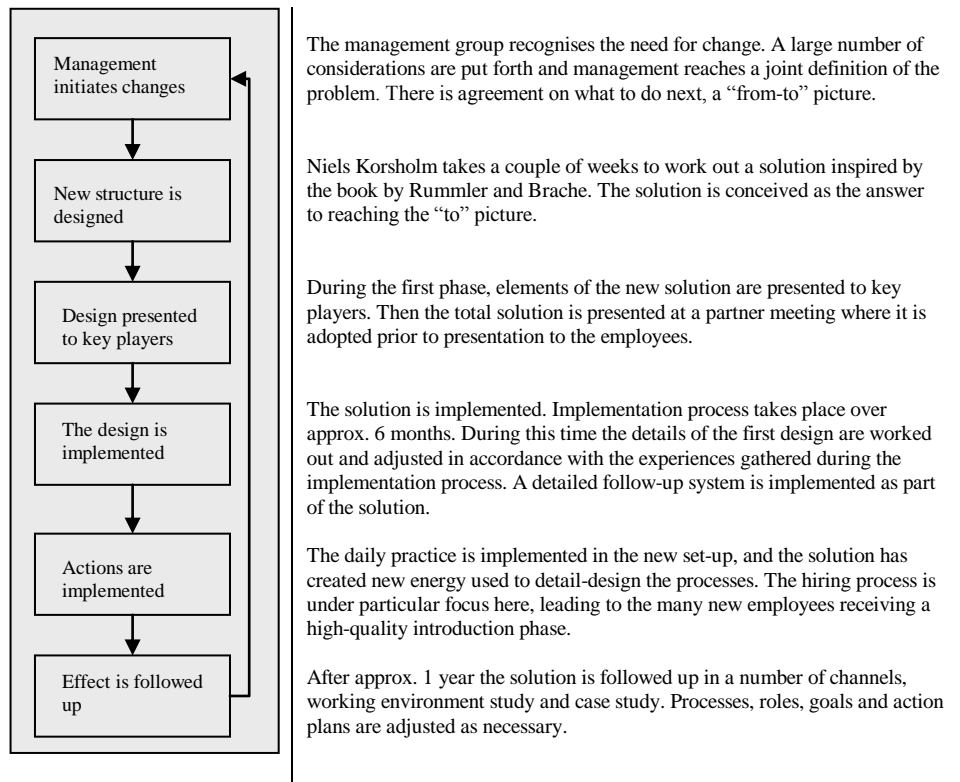 Management
initiates changes
The management group recognises the need for change. A large number of
considerations are put forth and management reaches a joint definition of the
problem. There is agreement on what to do next, a “from-to” picture.
New structure is
designed
Niels Korsholm takes a couple of weeks to work out a solution inspired by
the book by Rummler and Brache. The solution is conceived as the answer
to reaching the “to” picture.
Design presented
to key players
During the first phase, elements of the new solution are presented to key
players. Then the total solution is presented at a partner meeting where it is
adopted prior to presentation to the employees.
The design is
implemented
The solution is implemented. Implementation process takes place over
approx. 6 months. During this time the details of the first design are worked
out and adjusted in accordance with the experiences gathered during the
implementation process. A detailed follow-up system is implemented as part
of the solution.
Actions are
implemented
The daily practice is implemented in the new set-up, and the solution has
created new energy used to detail-design the processes. The hiring process is
under particular focus here, leading to the many new employees receiving a
high-quality introduction phase.
Effect is followed
up
After approx. 1 year the solution is followed up in a number of channels,
working environment study and case study. Processes, roles, goals and action
plans are adjusted as necessary.